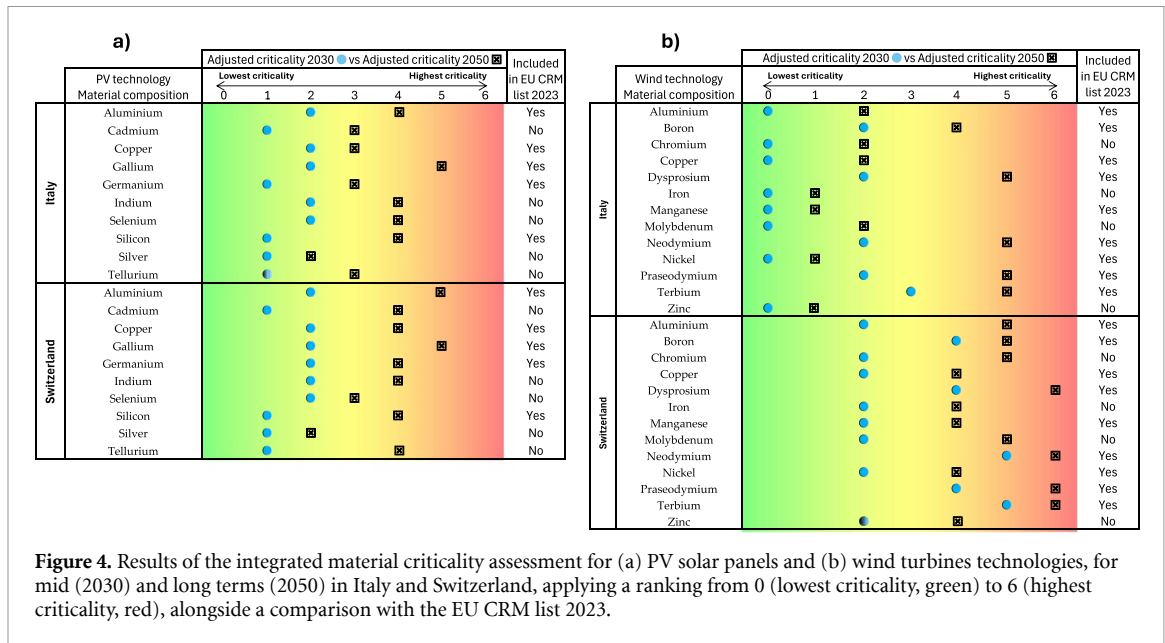 a)
Adjusted criticality 2030 vs Adjusted criticality 2050
Included in EU CRM list 2023
PV technology
Material composition
Lowest criticality Highest criticality
0 1 2 3 4 5 6
Italy
Aluminium Yes
Cadmium No
Copper Yes
Gallium Yes
Germanium Yes
Indium No
Selenium No
Silicon Yes
Silver No
Tellurium No
Switzerland
Aluminium Yes
Cadmium No
Copper Yes
Gallium Yes
Germanium Yes
Indium No
Selenium No
Silicon Yes
Silver No
Tellurium No
b)
Adjusted criticality 2030 vs Adjusted criticality 2050
Included in EU CRM list 2023
Wind technology
Material composition
Lowest criticality Highest criticality
0 1 2 3 4 5 6
Italy
Aluminium Yes
Boron Yes
Chromium No
Copper Yes
Dysprosium Yes
Iron No
Manganese Yes
Molybdenum No
Neodymium Yes
Nickel Yes
Praseodymium Yes
Terbium Yes
Zinc No
Switzerland
Aluminium Yes
Boron Yes
Chromium No
Copper Yes
Dysprosium Yes
Iron No
Manganese Yes
Molybdenum No
Neodymium Yes
Nickel Yes
Praseodymium Yes
Terbium Yes
Zinc No
Figure 4. Results of the integrated material criticality assessment for (a) PV solar panels and (b) wind turbines technologies, for
mid (2030) and long terms (2050) in Italy and Switzerland, applying a ranking from 0 (lowest criticality, green) to 6 (highest
criticality, red), alongside a comparison with the EU CRM list 2023.